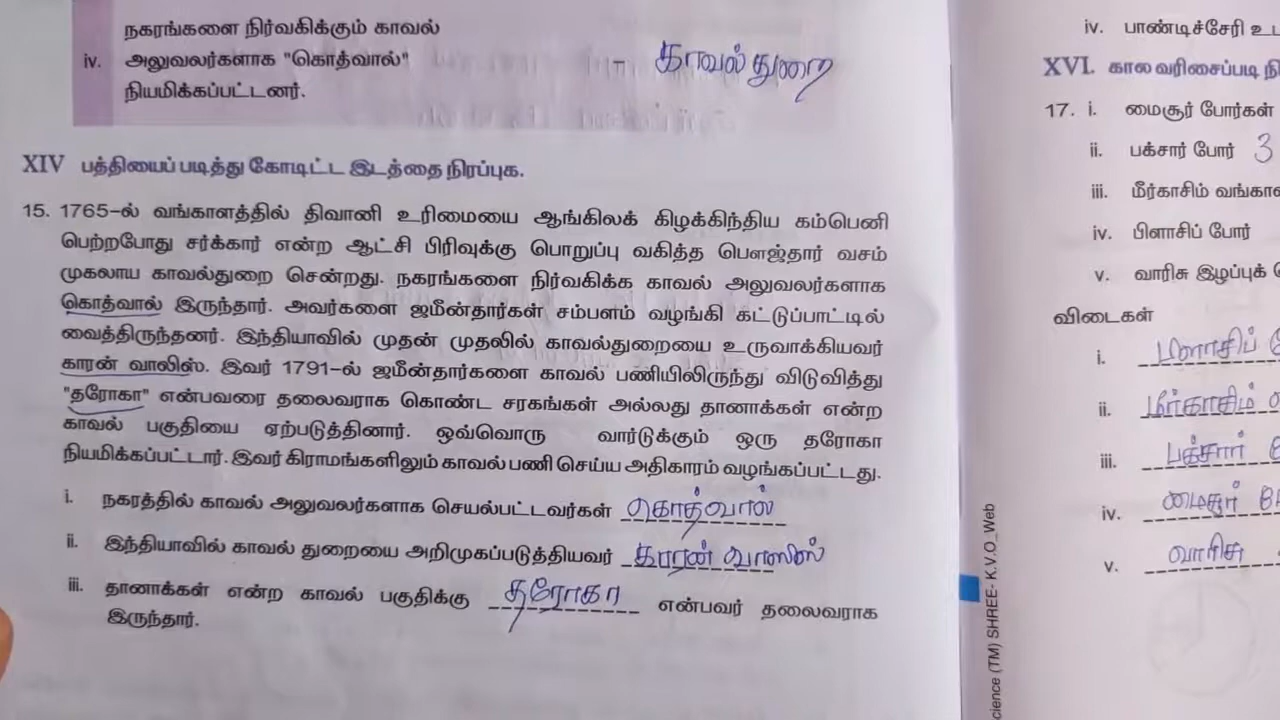 நகரங்களை நிர்வகிக்கும் காவல்
iv. அலுவலர்களாக "கொத்வால்" - காவல் துறை
நியமிக்கப்பட்டனர்.
XIV பத்தியைப் படித்து கோடிட்ட இடத்தை நிரப்புக.
15. 1765-ல் வங்காளத்தில் திவானி உரிமையை ஆங்கிலக் கிழக்கிந்திய கம்பெனி
பெற்றபோது சர்க்கார் என்ற ஆட்சி பிரிவுக்கு பொறுப்பு வகித்த பௌஜ்தார் வசம்
முகலாய காவல்துறை சென்றது. நகரங்களை நிர்வகிக்க காவல் அலுவலர்களாக
கொத்வால் இருந்தார். அவர்களை ஜமீன்தார்கள் சம்பளம் வழங்கி கட்டுப்பாட்டில்
வைத்திருந்தனர். இந்தியாவில் முதன் முதலில் காவல்துறையை உருவாக்கியவர்
காரன் வாலிஸ். இவர் 1791-ல் ஜமீன்தார்களை காவல் பணியிலிருந்து விடுவித்து
"தரோகா" என்பவரை தலைவராக கொண்ட சரகங்கள் அல்லது தானாக்கள் என்ற
காவல் பகுதியை ஏற்படுத்தினார். ஒவ்வொரு வார்டுக்கும் ஒரு தரோகா
நியமிக்கப்பட்டார். இவர் கிராமங்களிலும் காவல் பணி செய்ய அதிகாரம் வழங்கப்பட்டது.
i. நகரத்தில் காவல் அலுவலர்களாக செயல்பட்டவர்கள் கொத்வால்
ii. இந்தியாவில் காவல் துறையை அறிமுகப்படுத்தியவர் காரன் வாலிஸ்
iii. தானாக்கள் என்ற காவல் பகுதிக்கு தரோகா என்பவர் தலைவராக
இருந்தார்.
iv. பாண்டிச்சேரி
XVI. கால வரிசைப்படி
17. i. மைசூர் போர்கள்
ii. பக்சார் போர் 3
iii. மீர்காசிம்
iv. பிளாசிப் போர்
v. வாரிசு இழப்புக்
விடைகள்
i. பிளாசிப்
ii. மீர்காசிம்
iii. பக்சார்
iv. மைசூர்
v. வாரிசு
SHREE- K.V.O_Web